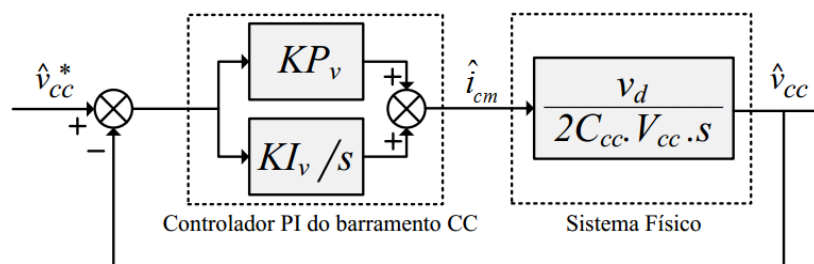 v̂cc*
+
−
KPv
KIv /s
+
+
îcm
vd
2Ccc.Vcc.s
v̂cc
Controlador PI do barramento CC
Sistema Físico